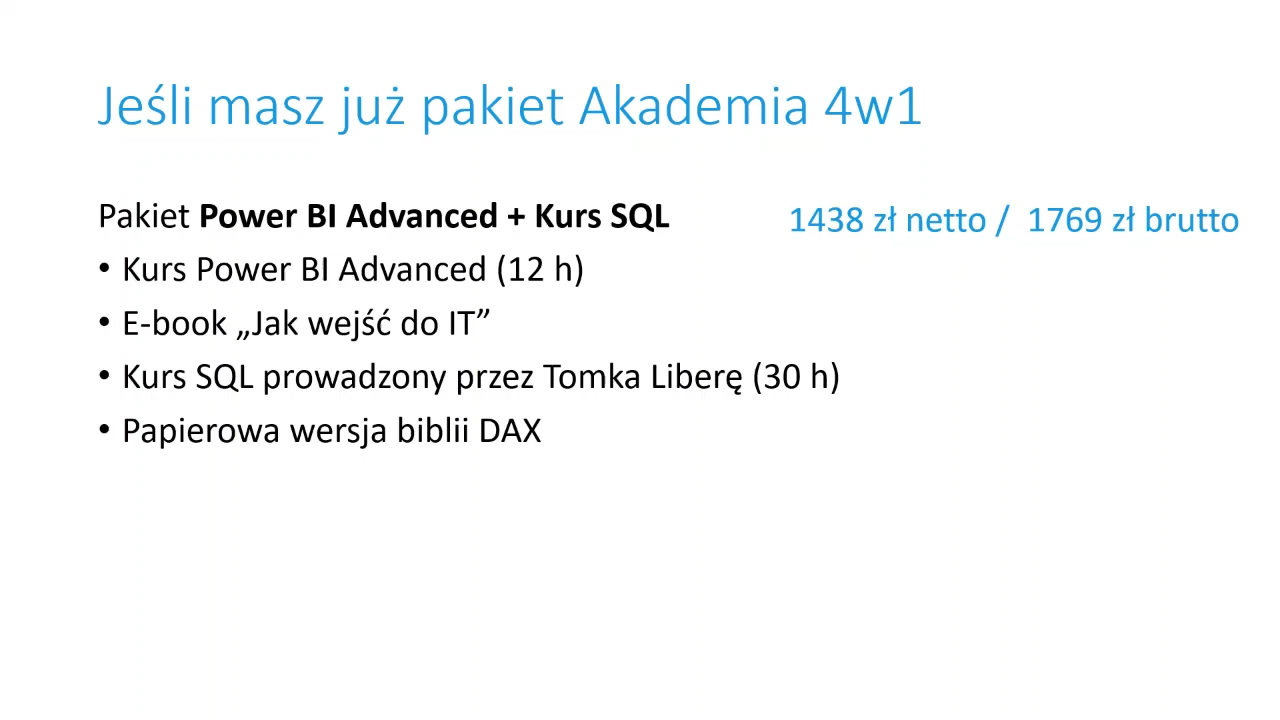 Jeśli masz już pakiet Akademia 4w1
Pakiet Power BI Advanced + Kurs SQL
1438 zł netto / 1769 zł brutto
• Kurs Power BI Advanced (12 h)
• E-book „Jak wejść do IT”
• Kurs SQL prowadzony przez Tomka Liberę (30 h)
• Papierowa wersja biblii DAX